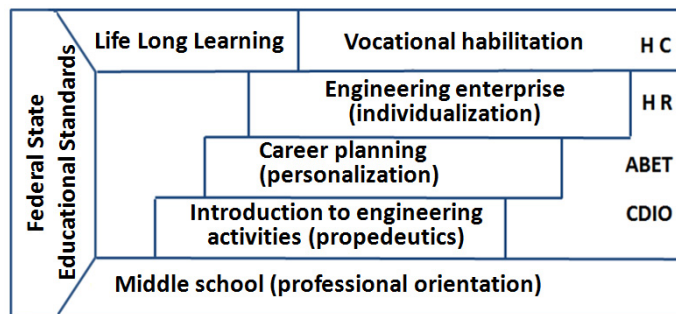 Federal State
Educational Standards
Life Long Learning
Vocational habilitation
H C
Engineering enterprise
(individualization)
H R
Career planning
(personalization)
ABET
Introduction to engineering
activities (propedeutics)
CDIO
Middle school (professional orientation)